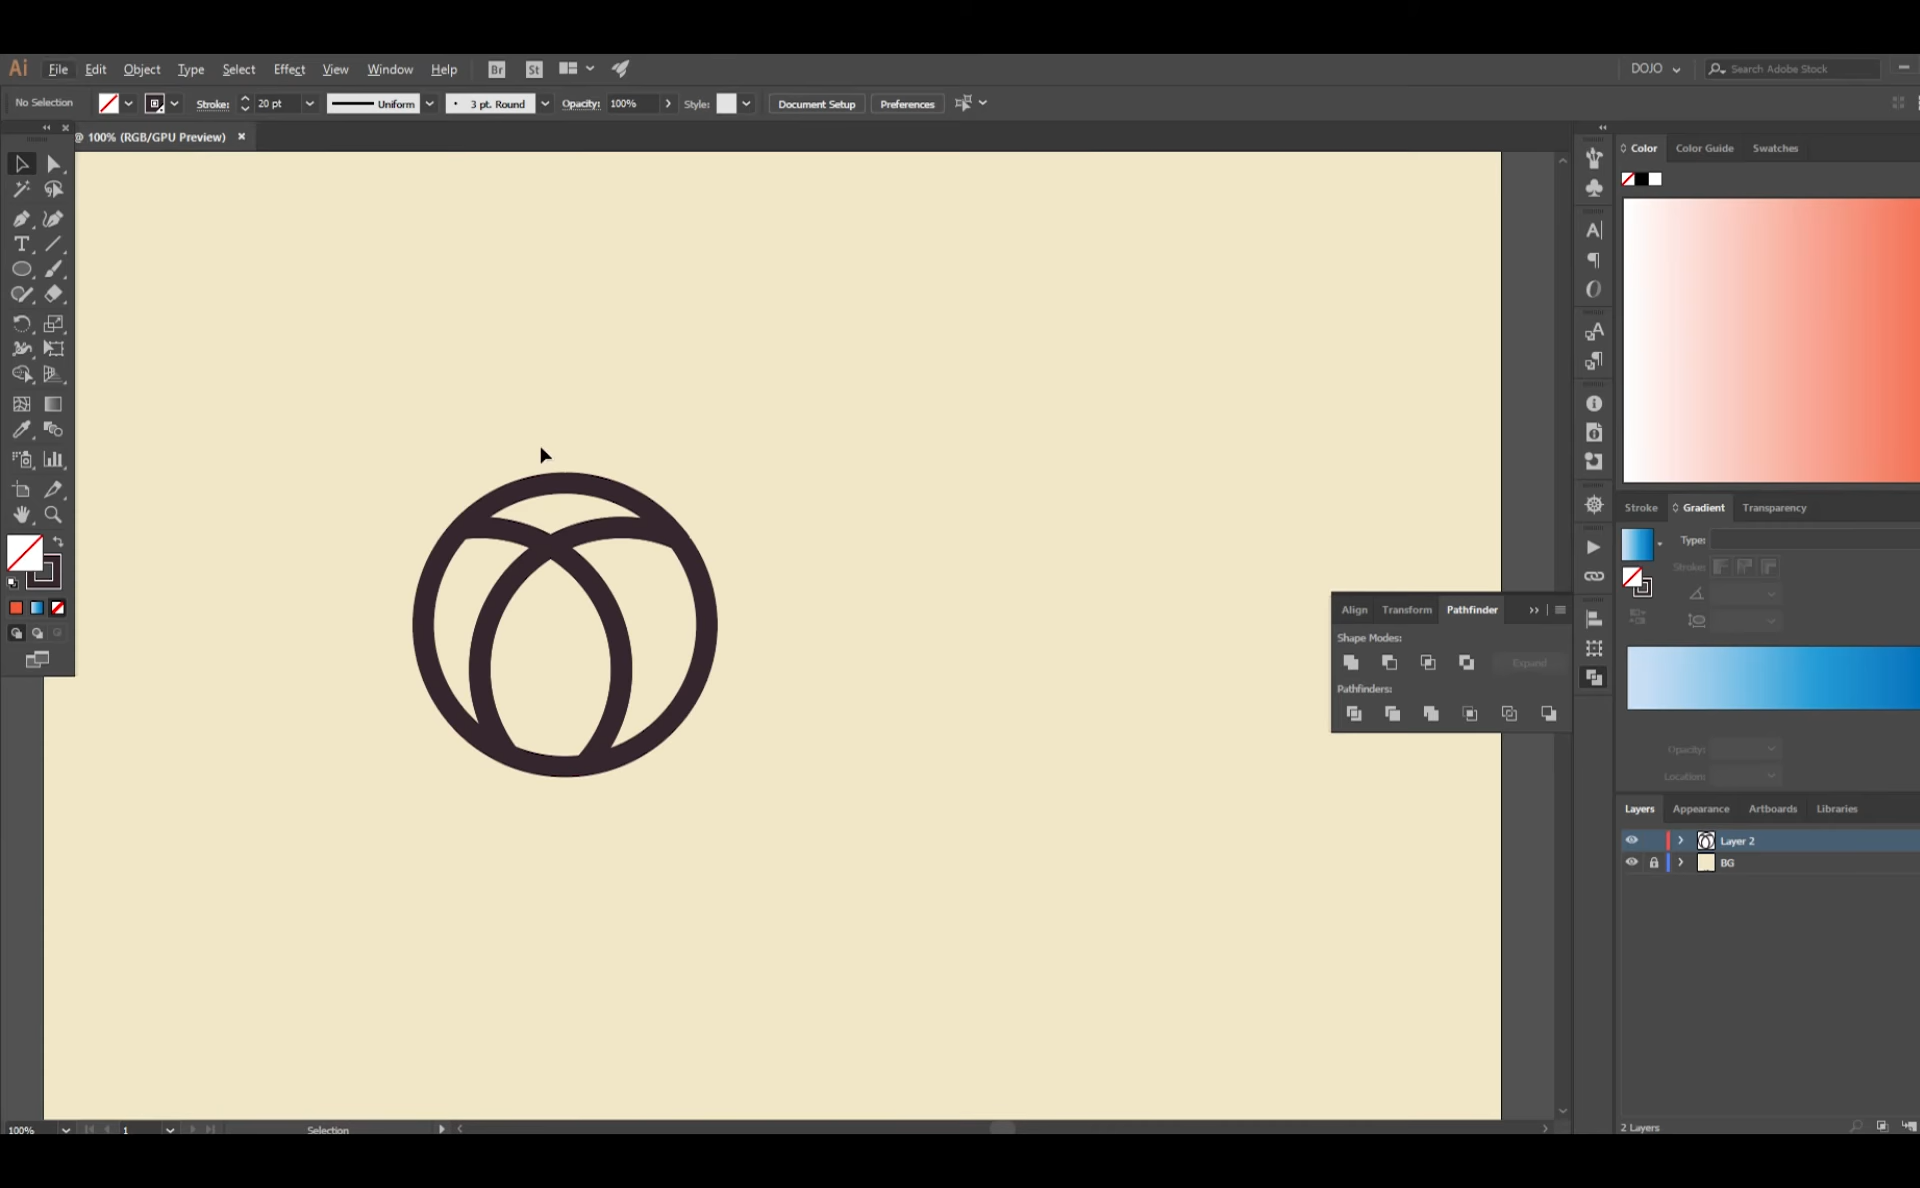 Ai File Edit Object Type Select Effect View Window Help Br St DOJO Search Adobe Stock
No Selection Stroke: 20 pt Uniform 3 pt. Round Opacity: 100% Style: Document Setup Preferences
@ 100% (RGB/GPU Preview)
Color Color Guide Swatches
Stroke Gradient Transparency
Type:
Stroke:
Align Transform Pathfinder
Shape Modes:
Expand
Pathfinders:
Opacity:
Location:
Layers Appearance Artboards Libraries
Layer 2
BG
100% 1 Selection
2 Layers